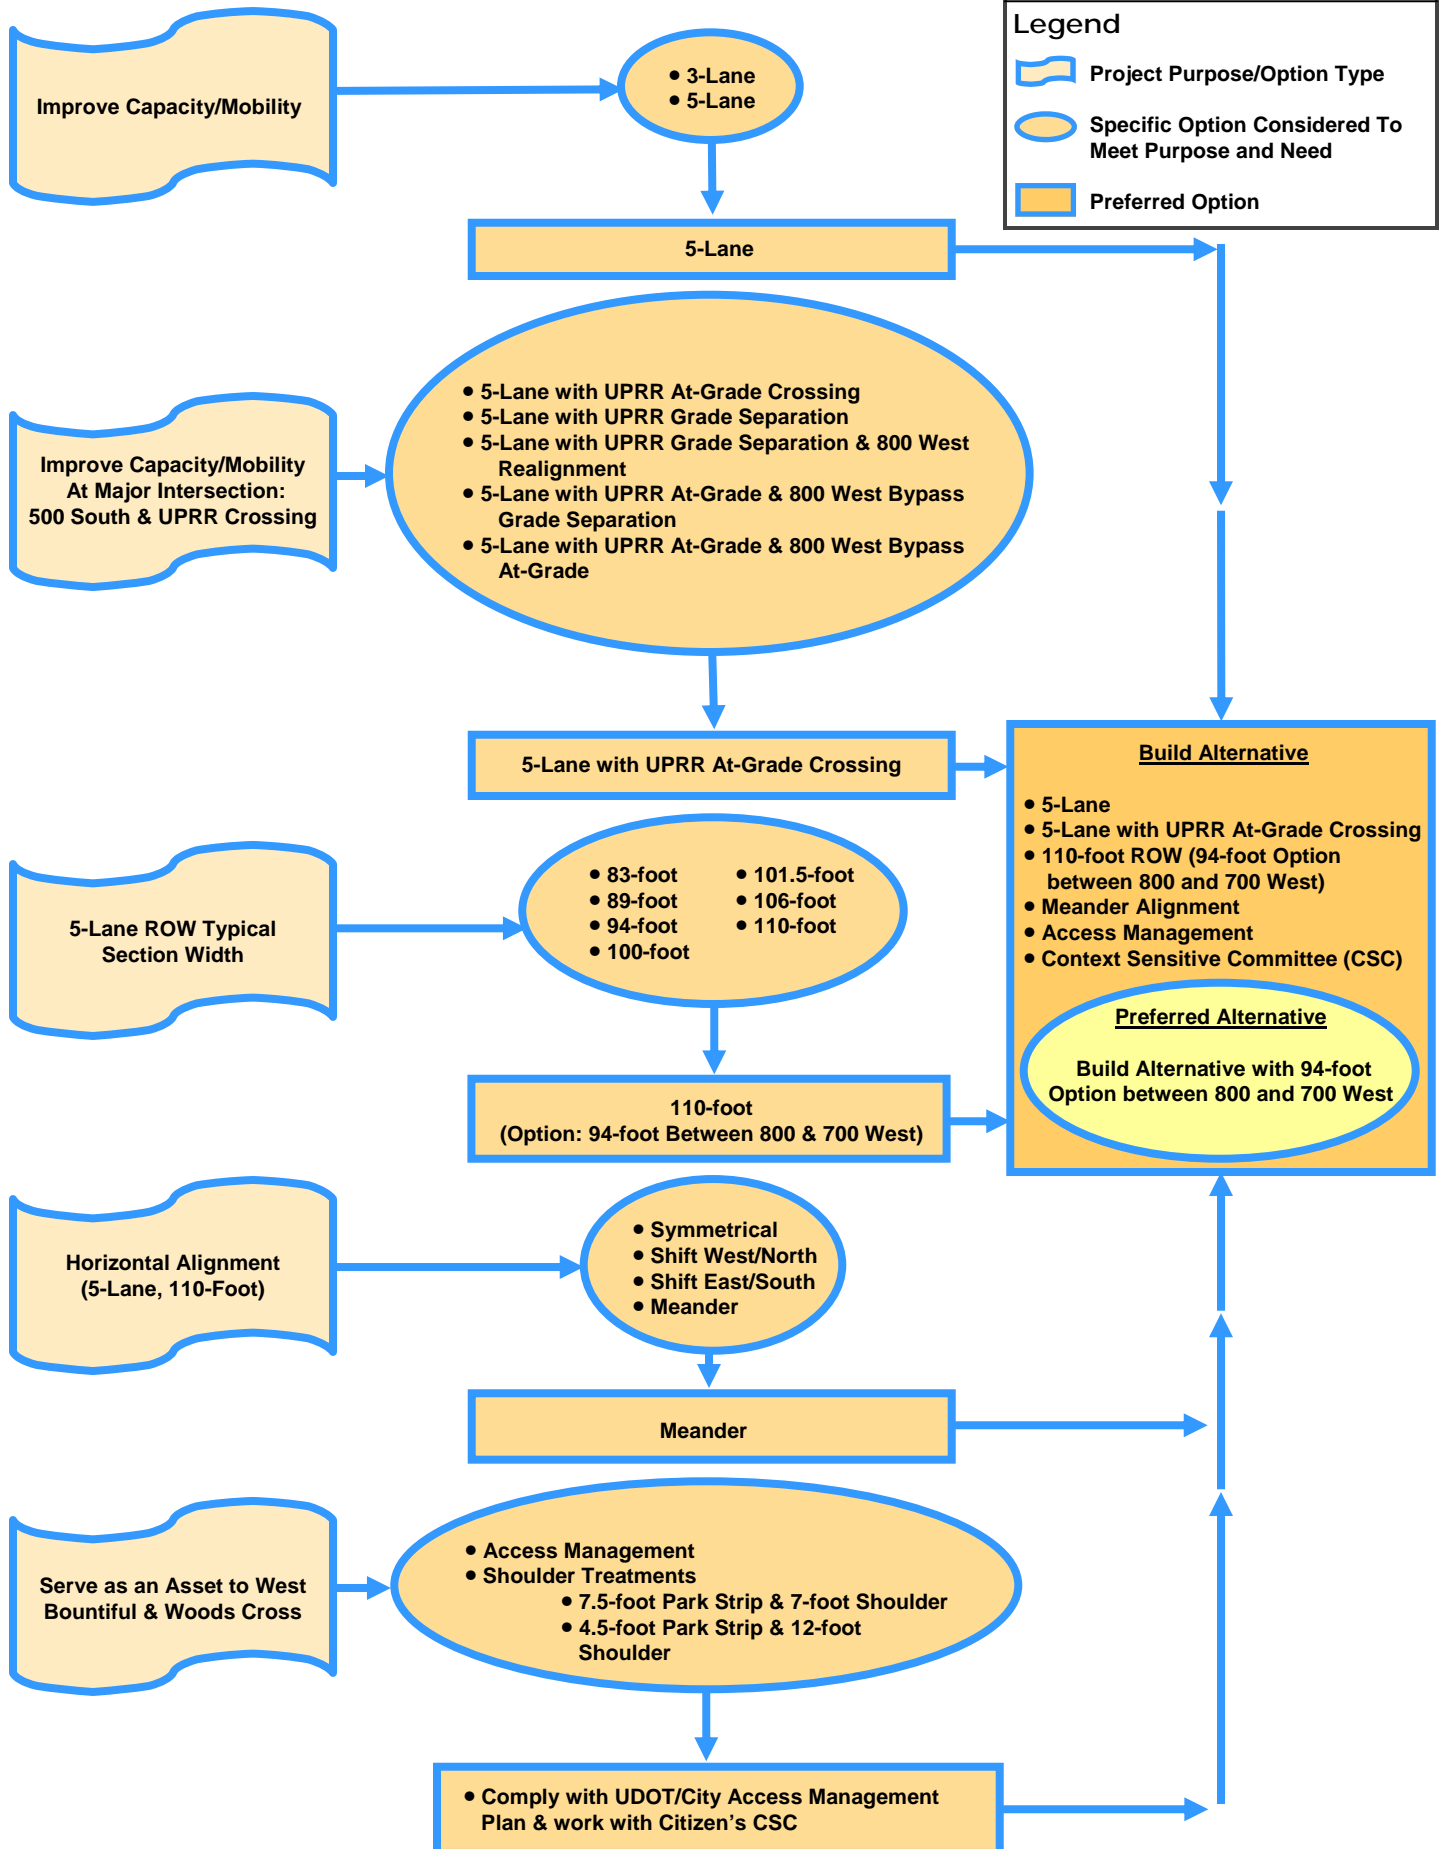 Legend
Project Purpose/Option Type
Specific Option Considered To
Meet Purpose and Need
Preferred Option
Improve Capacity/Mobility
• 3-Lane
• 5-Lane
5-Lane
Improve Capacity/Mobility
At Major Intersection:
500 South & UPRR Crossing
• 5-Lane with UPRR At-Grade Crossing
• 5-Lane with UPRR Grade Separation
• 5-Lane with UPRR Grade Separation & 800 West
Realignment
• 5-Lane with UPRR At-Grade & 800 West Bypass
Grade Separation
• 5-Lane with UPRR At-Grade & 800 West Bypass
At-Grade
5-Lane with UPRR At-Grade Crossing
5-Lane ROW Typical
Section Width
• 83-foot
• 89-foot
• 94-foot
• 100-foot
• 101.5-foot
• 106-foot
• 110-foot
110-foot
(Option: 94-foot Between 800 & 700 West)
Build Alternative
• 5-Lane
• 5-Lane with UPRR At-Grade Crossing
• 110-foot ROW (94-foot Option
between 800 and 700 West)
• Meander Alignment
• Access Management
• Context Sensitive Committee (CSC)
Preferred Alternative
Build Alternative with 94-foot
Option between 800 and 700 West
Horizontal Alignment
(5-Lane, 110-Foot)
• Symmetrical
• Shift West/North
• Shift East/South
• Meander
Meander
Serve as an Asset to West
Bountiful & Woods Cross
• Access Management
• Shoulder Treatments
• 7.5-foot Park Strip & 7-foot Shoulder
• 4.5-foot Park Strip & 12-foot
Shoulder
• Comply with UDOT/City Access Management
Plan & work with Citizen's CSC